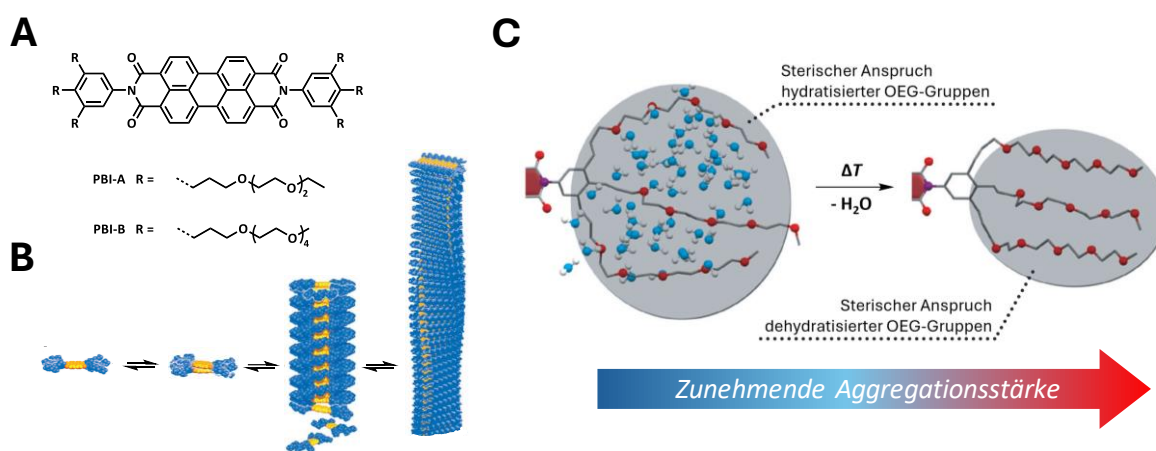 A
R
R
R
O
O
N
N
O
O
R
R
R
PBI-A R = O ( O )2
PBI-B R = O ( O )4
B
C
Sterischer Anspruch
hydratisierter OEG-Gruppen
ΔT
- H2O
Sterischer Anspruch
dehydratisierter OEG-Gruppen
Zunehmende Aggregationsstärke